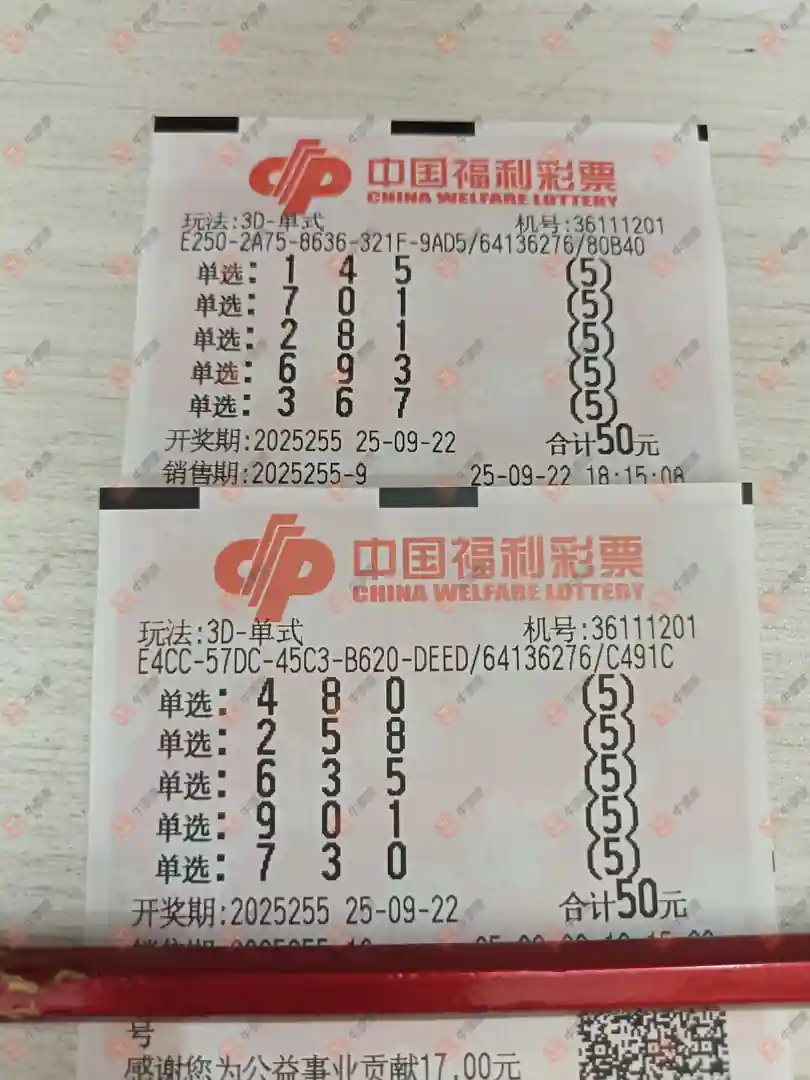 中国福利彩票
CHINA WELFARE LOTTERY
玩法:3D-单式 机号:36111201
E250-2A75-8636-321F-9AD5/64136276/80B40
单选: 1 4 5 (5)
单选: 7 0 1 (5)
单选: 2 8 1 (5)
单选: 6 9 3 (5)
单选: 3 6 7 (5)
开奖期:2025255 25-09-22 合计50元
销售期:2025255-9 25-09-22 18:15:08
中国福利彩票
CHINA WELFARE LOTTERY
玩法:3D-单式 机号:36111201
E4CC-57DC-45C3-B620-DEED/64136276/C491C
单选: 4 8 0 (5)
单选: 2 5 8 (5)
单选: 6 3 5 (5)
单选: 9 0 1 (5)
单选: 7 3 0 (5)
开奖期:2025255 25-09-22 合计50元
号
感谢您为公益事业贡献17.00元